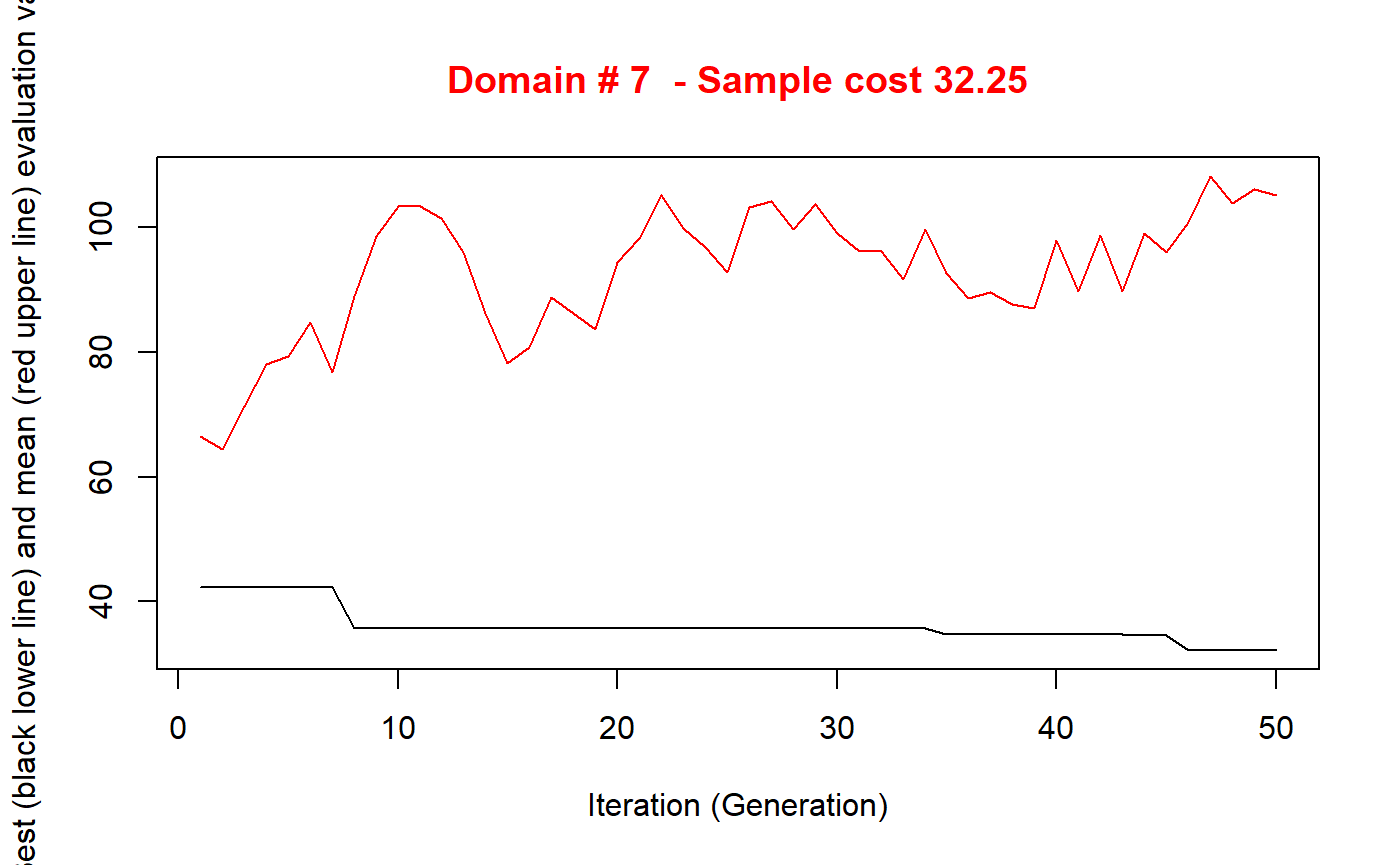 Domain # 7 - Sample cost 32.25
(black lower line) and mean (red upper line) evaluation
100
80
60
40
0 10 20 30 40 50
Iteration (Generation)